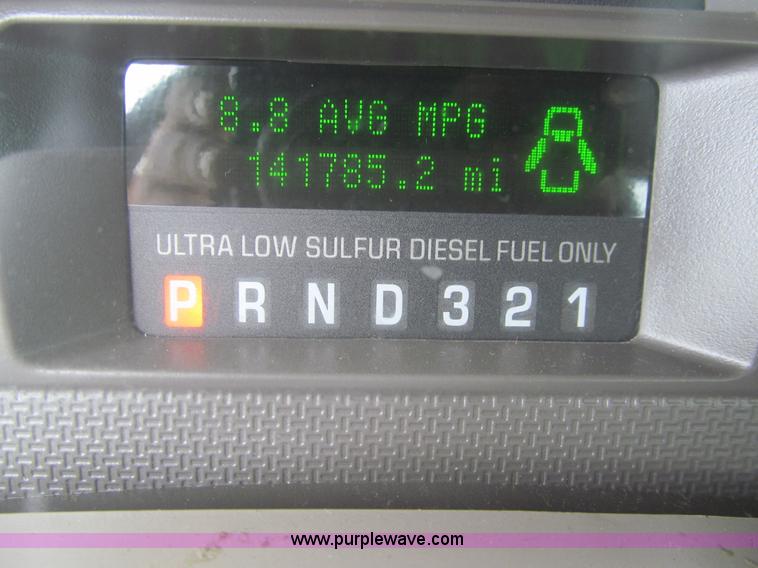 8.8 AVG MPG
141785.2 mi
ULTRA LOW SULFUR DIESEL FUEL ONLY
P R N D 3 2 1
www.purplewave.com